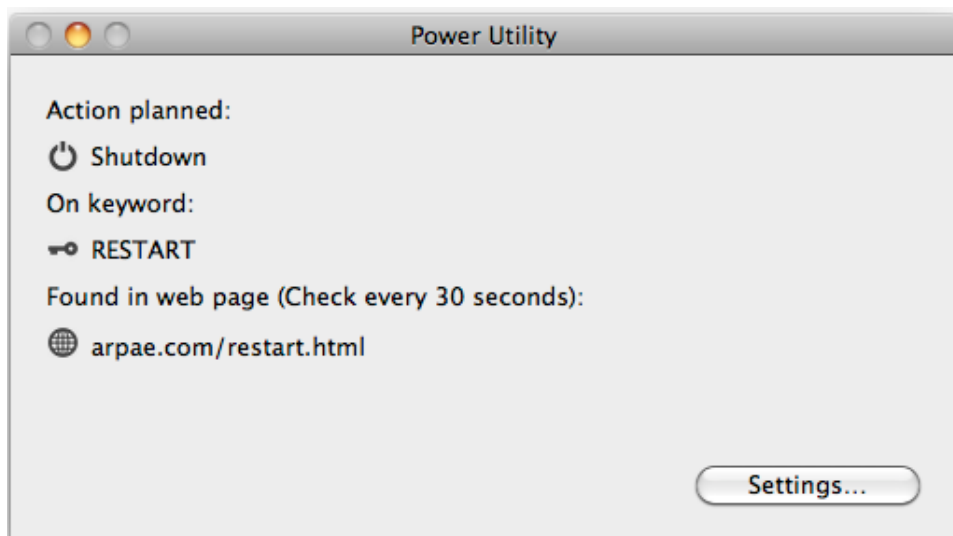 Power Utility
Action planned:
Shutdown
On keyword:
RESTART
Found in web page (Check every 30 seconds):
arpae.com/restart.html
Settings...